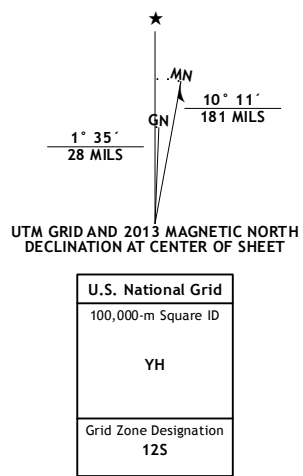 ★
MN
GN
10° 11´
181 MILS
1° 35´
28 MILS
UTM GRID AND 2013 MAGNETIC NORTH
DECLINATION AT CENTER OF SHEET
U.S. National Grid
100,000-m Square ID
YH
Grid Zone Designation
12S